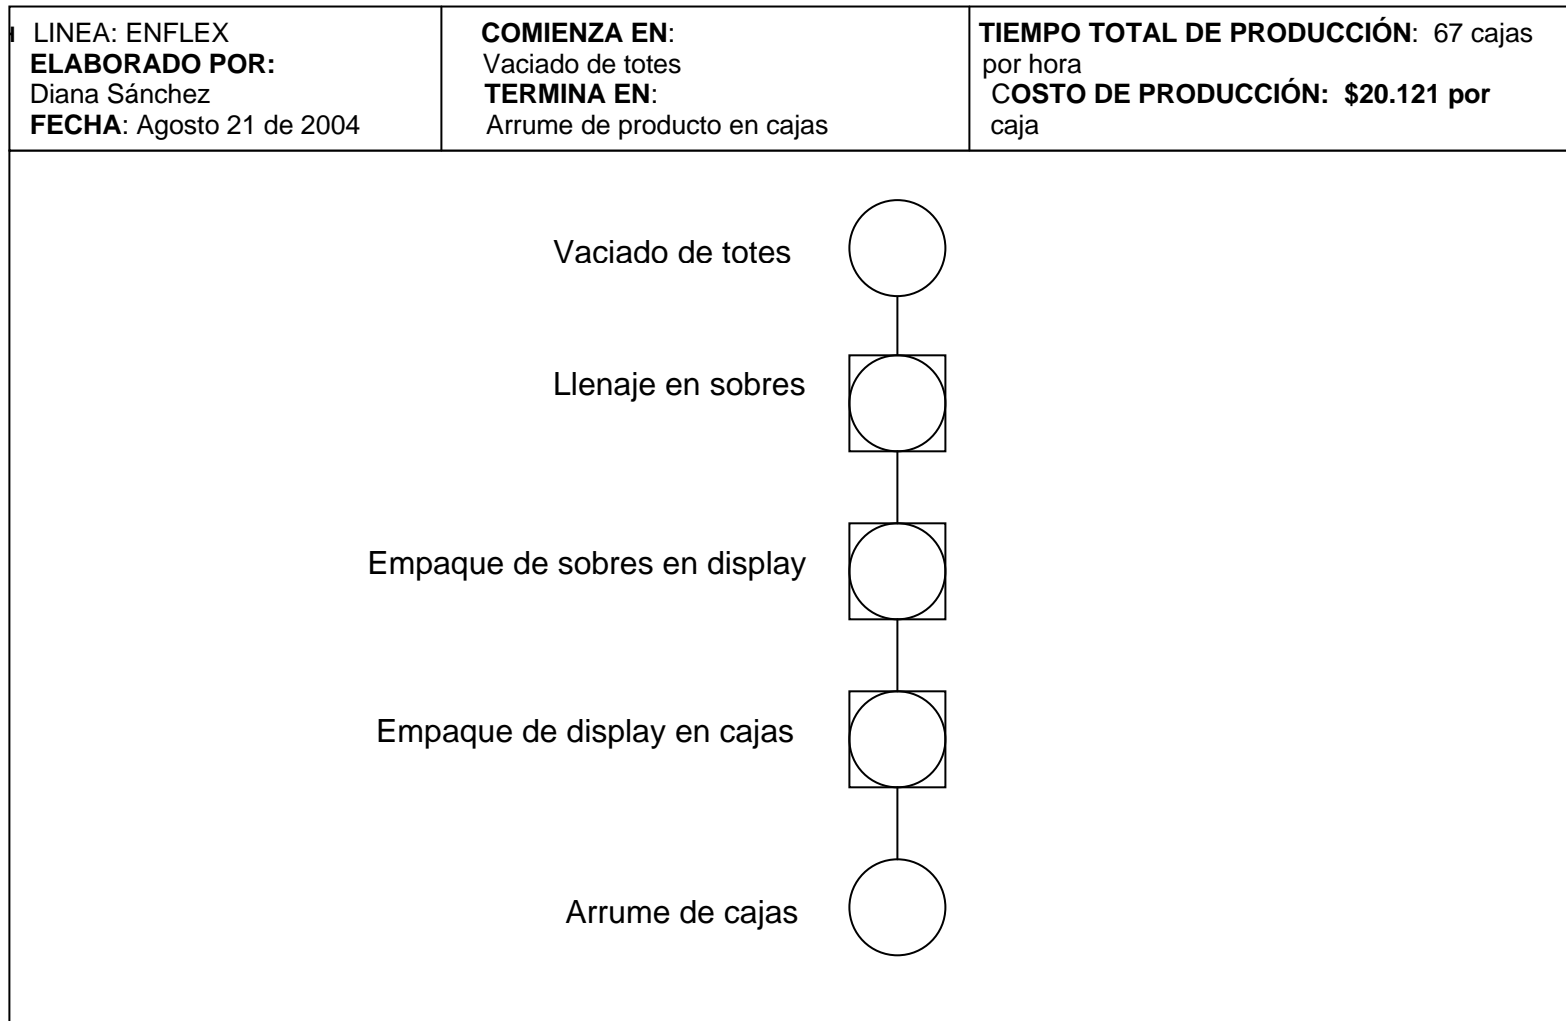 LINEA: ENFLEX
ELABORADO POR:
Diana Sánchez
FECHA: Agosto 21 de 2004
COMIENZA EN:
Vaciado de totes
TERMINA EN:
Arrume de producto en cajas
TIEMPO TOTAL DE PRODUCCIÓN: 67 cajas
por hora
COSTO DE PRODUCCIÓN: $20.121 por
caja
Vaciado de totes
Llenaje en sobres
Empaque de sobres en display
Empaque de display en cajas
Arrume de cajas